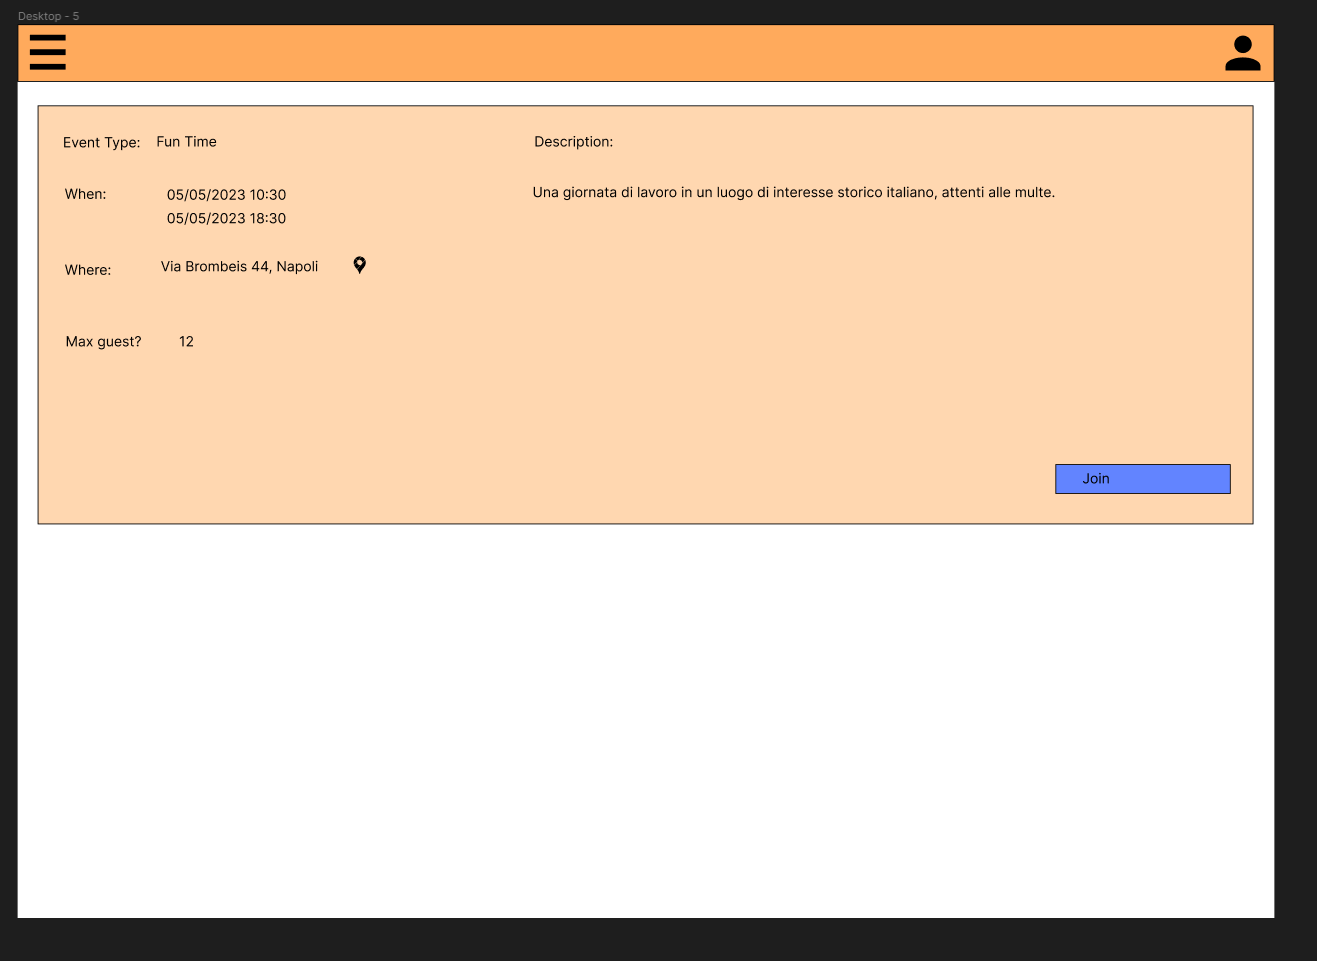 Desktop - 5
Event Type: Fun Time
When: 05/05/2023 10:30
05/05/2023 18:30
Where: Via Brombeis 44, Napoli
Max guest? 12
Description:
Una giornata di lavoro in un luogo di interesse storico italiano, attenti alle multe.
Join